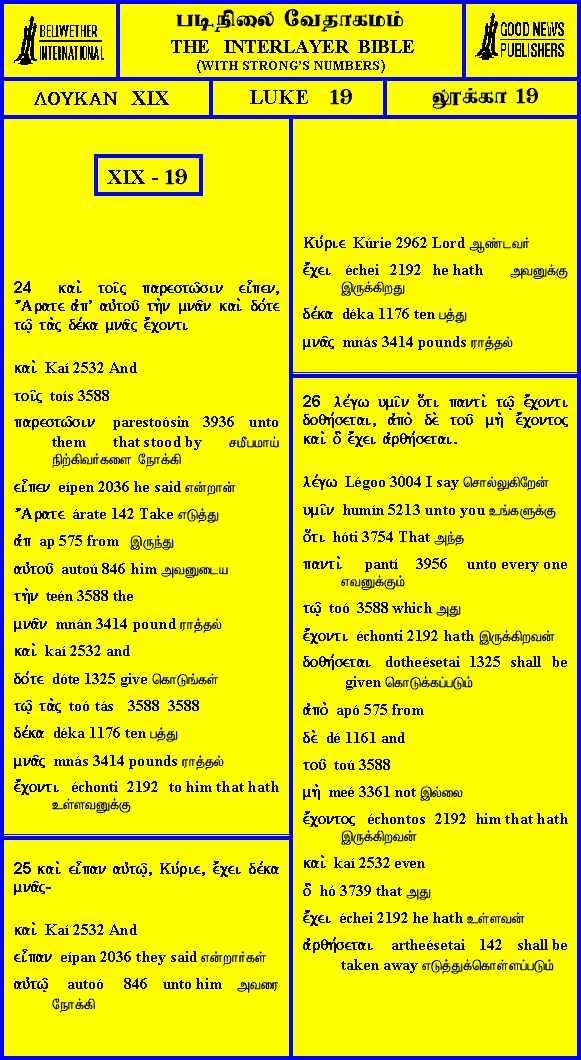 BELLWETHER
INTERNATIONAL
படிநிலை வேதாகமம்
THE INTERLAYER BIBLE
(WITH STRONG'S NUMBERS)
GOOD NEWS
PUBLISHERS
ΛΟΥΚΑΝ XIX
LUKE 19
லூக்கா 19
XIX - 19
24 καὶ τοῖς παρεστῶσιν εἶπεν,
Ἄρατε ἀπ' αὐτοῦ τὴν μνᾶν καὶ δότε
τῷ τὰς δέκα μνᾶς ἔχοντι
καὶ Kaí 2532 And
τοῖς toís 3588
παρεστῶσιν parestoósin 3936 unto
them that stood by சமீபமாய்
நிற்கிவர்களை நோக்கி
εἶπεν eípen 2036 he said என்றான்
Ἄρατε árate 142 Take எடுத்து
ἀπ ap 575 from இருந்து
αὐτοῦ autoú 846 him அவனுடைய
τὴν teén 3588 the
μνᾶν mnán 3414 pound ராத்தல்
καὶ kaí 2532 and
δότε dóte 1325 give கொடுங்கள்
τῷ τὰς toó tás 3588 3588
δέκα déka 1176 ten பத்து
μνᾶς mnás 3414 pounds ராத்தல்
ἔχοντι échonti 2192 to him that hath
உள்ளவனுக்கு
25 καὶ εἶπαν αὐτῷ, Κύριε, ἔχει δέκα
μνᾶς-
καὶ Kaí 2532 And
εἶπαν eípan 2036 they said என்றார்கள்
αὐτῷ autoó 846 unto him அவரை
நோக்கி
Κύριε Kúrie 2962 Lord ஆண்டவர்
ἔχει échei 2192 he hath அவனுக்கு
இருக்கிறது
δέκα déka 1176 ten பத்து
μνᾶς mnás 3414 pounds ராத்தல்
26 λέγω υμῖν ὅτι παντὶ τῷ ἔχοντι
δοθήσεται, ἀπὸ δὲ τοῦ μὴ ἔχοντος
καὶ ὃ ἔχει ἀρθήσεται.
λέγω Légoo 3004 I say சொல்லுகிறேன்
υμῖν humín 5213 unto you உங்களுக்கு
ὅτι hóti 3754 That அந்த
παντὶ pantí 3956 unto every one
எவனுக்கும்
τῷ toó 3588 which அது
ἔχοντι échonti 2192 hath இருக்கிறவன்
δοθήσεται dotheésetai 1325 shall be
given கொடுக்கப்படும்
ἀπὸ apó 575 from
δὲ dé 1161 and
τοῦ toú 3588
μὴ meé 3361 not இல்லை
ἔχοντος échontos 2192 him that hath
இருக்கிறவன்
καὶ kaí 2532 even
ὃ hó 3739 that அது
ἔχει échei 2192 he hath உள்ளவன்
ἀρθήσεται artheésetai 142 shall be
taken away எடுத்துக்கொள்ளப்படும்